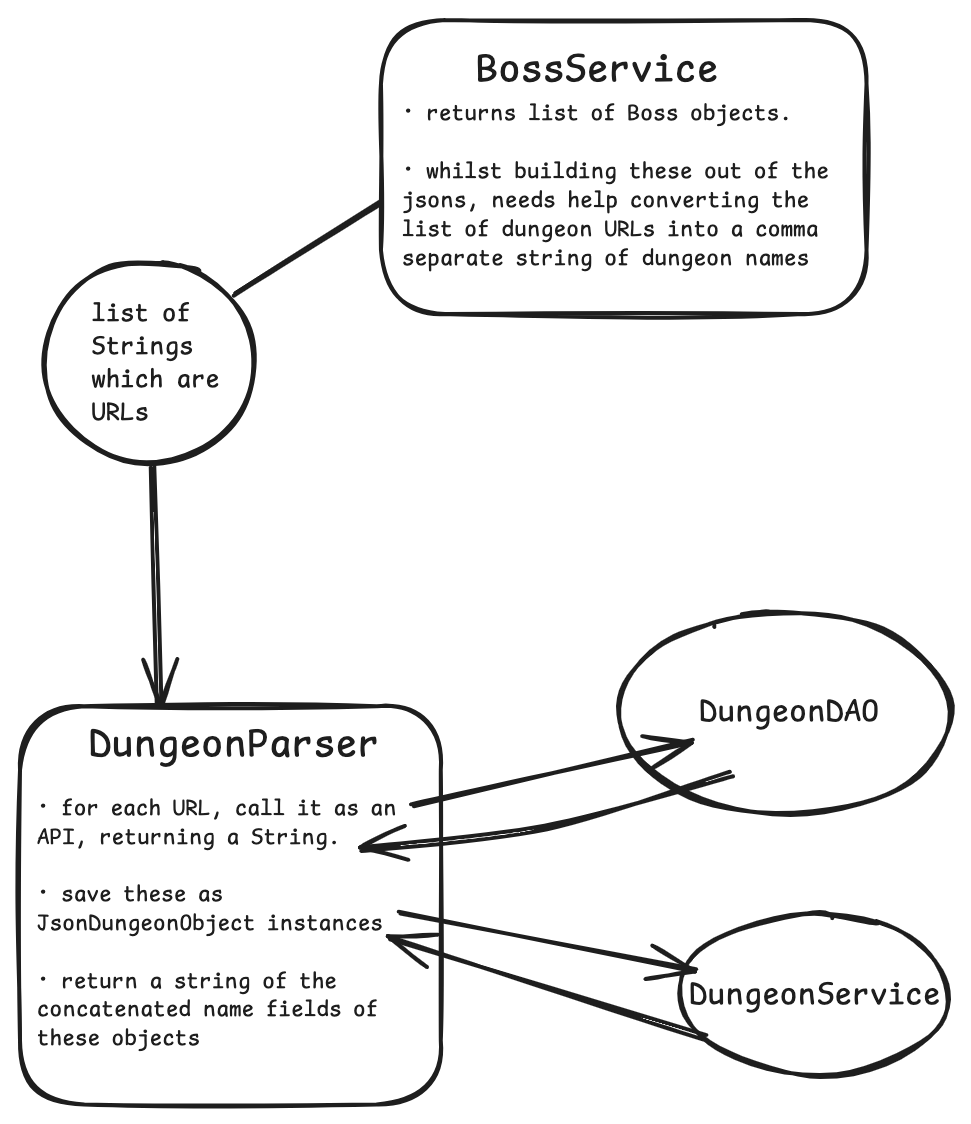 BossService
· returns list of Boss objects.
· whilst building these out of the
jsons, needs help converting the
list of dungeon URLs into a comma
separate string of dungeon names
list of
Strings
which are
URLs
DungeonParser
· for each URL, call it as an
API, returning a String.
· save these as
JsonDungeonObject instances
· return a string of the
concatenated name fields of
these objects
DungeonDAO
DungeonService